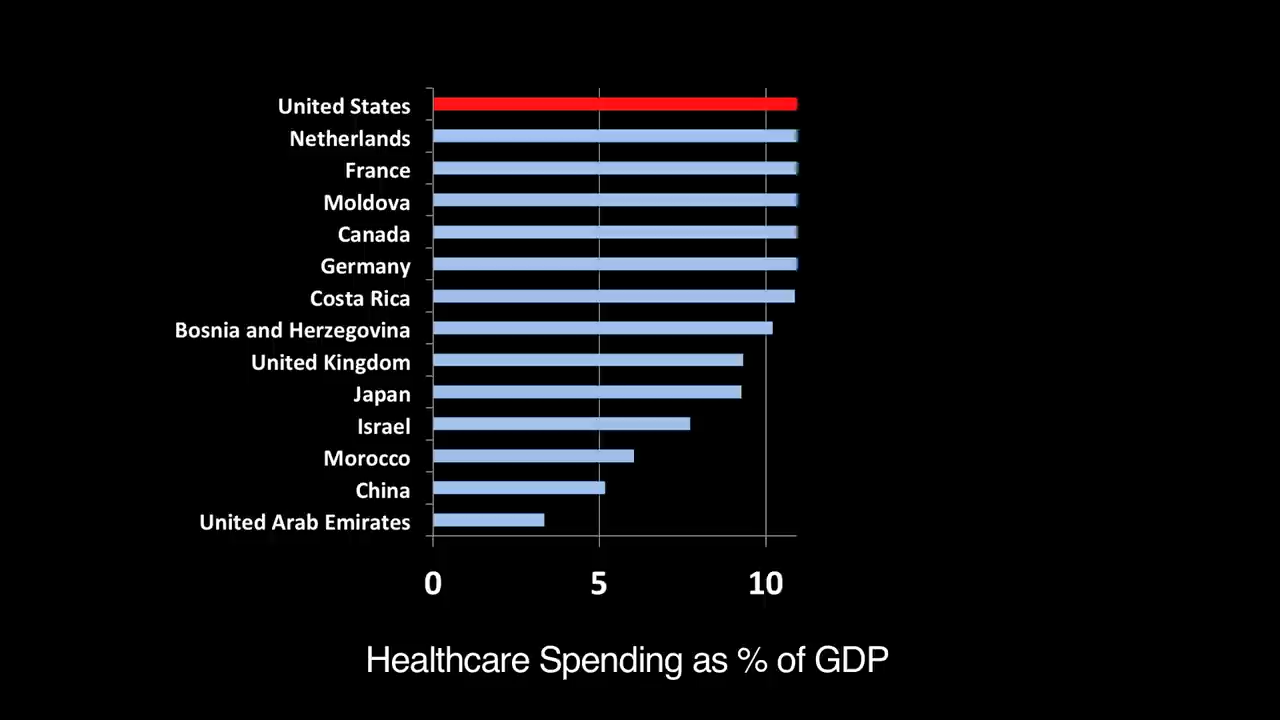 United States
Netherlands
France
Moldova
Canada
Germany
Costa Rica
Bosnia and Herzegovina
United Kingdom
Japan
Israel
Morocco
China
United Arab Emirates
0 5 10
Healthcare Spending as % of GDP